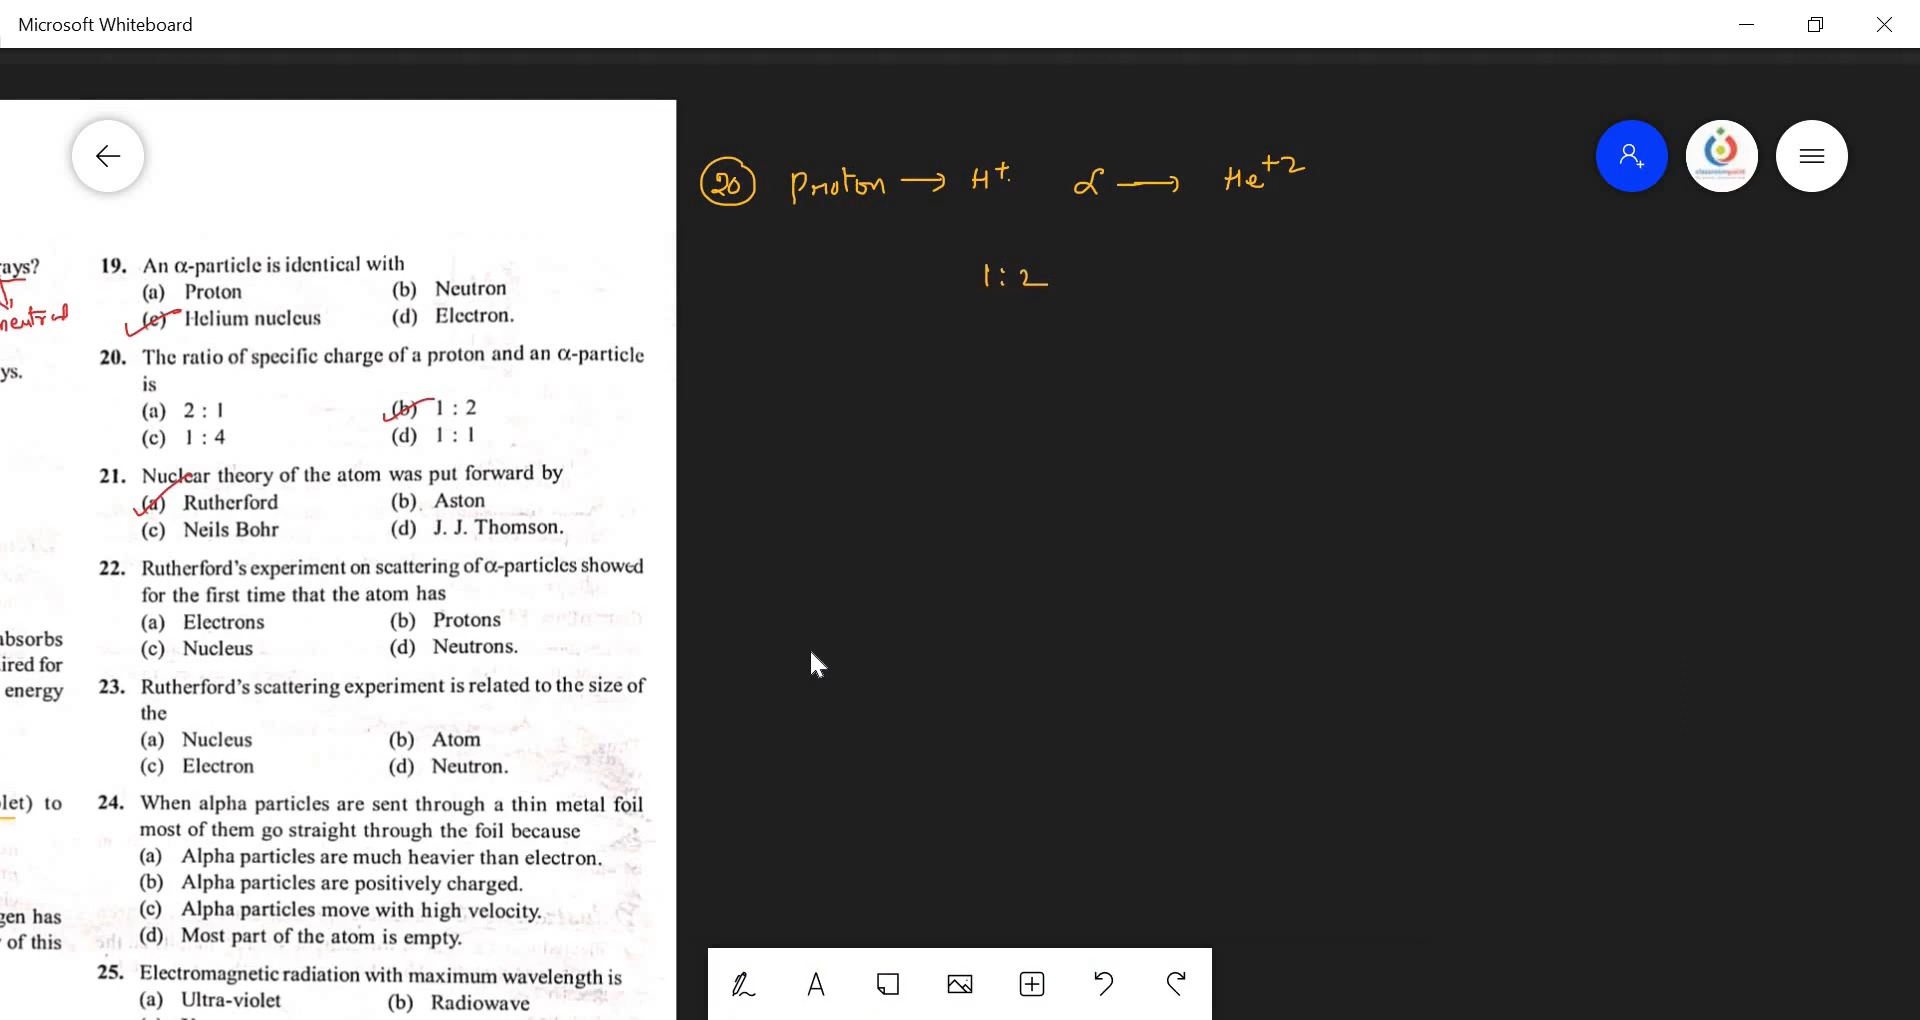 Microsoft Whiteboard
20 Proton → H+ α → He+2
1 : 2
rays?
neutral
ys.
absorbs
ired for
energy
let) to
gen has
of this
19. An α-particle is identical with
(a) Proton (b) Neutron
(c) Helium nucleus (d) Electron.
20. The ratio of specific charge of a proton and an α-particle
is
(a) 2 : 1 (b) 1 : 2
(c) 1 : 4 (d) 1 : 1
21. Nuclear theory of the atom was put forward by
(a) Rutherford (b) Aston
(c) Neils Bohr (d) J. J. Thomson.
22. Rutherford's experiment on scattering of α-particles showed
for the first time that the atom has
(a) Electrons (b) Protons
(c) Nucleus (d) Neutrons.
23. Rutherford's scattering experiment is related to the size of
the
(a) Nucleus (b) Atom
(c) Electron (d) Neutron.
24. When alpha particles are sent through a thin metal foil
most of them go straight through the foil because
(a) Alpha particles are much heavier than electron.
(b) Alpha particles are positively charged.
(c) Alpha particles move with high velocity.
(d) Most part of the atom is empty.
25. Electromagnetic radiation with maximum wavelength is
(a) Ultra-violet (b) Radiowave